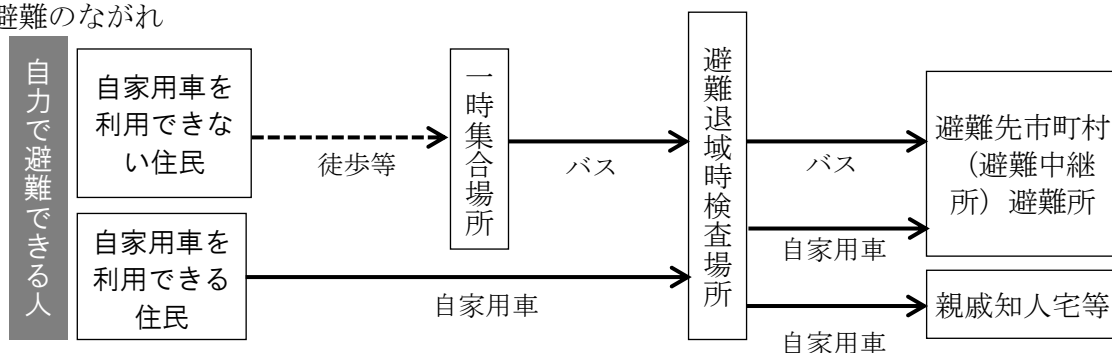 避難のながれ
自力で避難できる人
自家用車を
利用できな
い住民
徒歩等
一時集合場所
バス
避難退域時検査場所
バス
避難先市町村
（避難中継
所）避難所
自家用車
自家用車を
利用できる
住民
自家用車
親戚知人宅等
自家用車